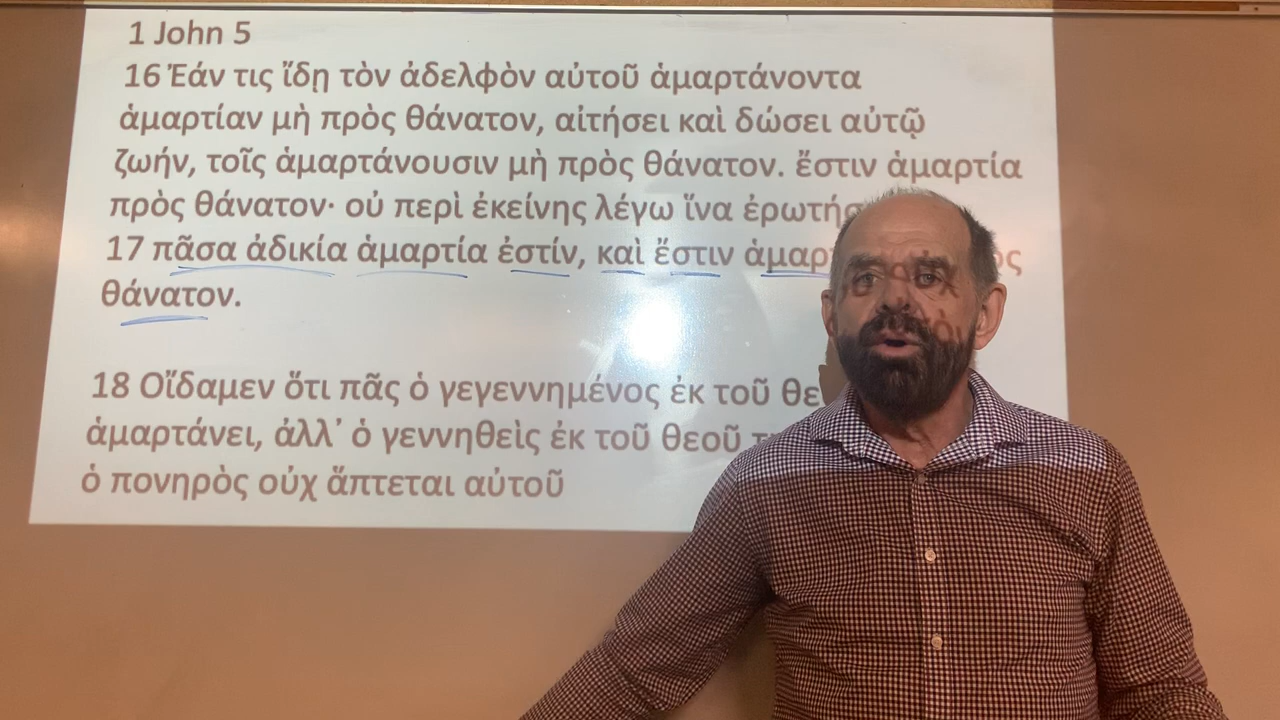 1 John 5
16 Ἐάν τις ἴδῃ τὸν ἀδελφὸν αὐτοῦ ἁμαρτάνοντα
ἁμαρτίαν μὴ πρὸς θάνατον, αἰτήσει καὶ δώσει αὐτῷ
ζωήν, τοῖς ἁμαρτάνουσιν μὴ πρὸς θάνατον. ἔστιν ἁμαρτία
πρὸς θάνατον· οὐ περὶ ἐκείνης λέγω ἵνα
17 πᾶσα ἀδικία ἁμαρτία ἐστίν, καὶ ἔστιν
θάνατον.
18 Οἴδαμεν ὅτι πᾶς ὁ γεγεννημένος ἐκ τοῦ
ἁμαρτάνει, ἀλλ᾽ ὁ γεννηθεὶς ἐκ τοῦ θεοῦ
ὁ πονηρὸς οὐχ ἅπτεται αὐτοῦ